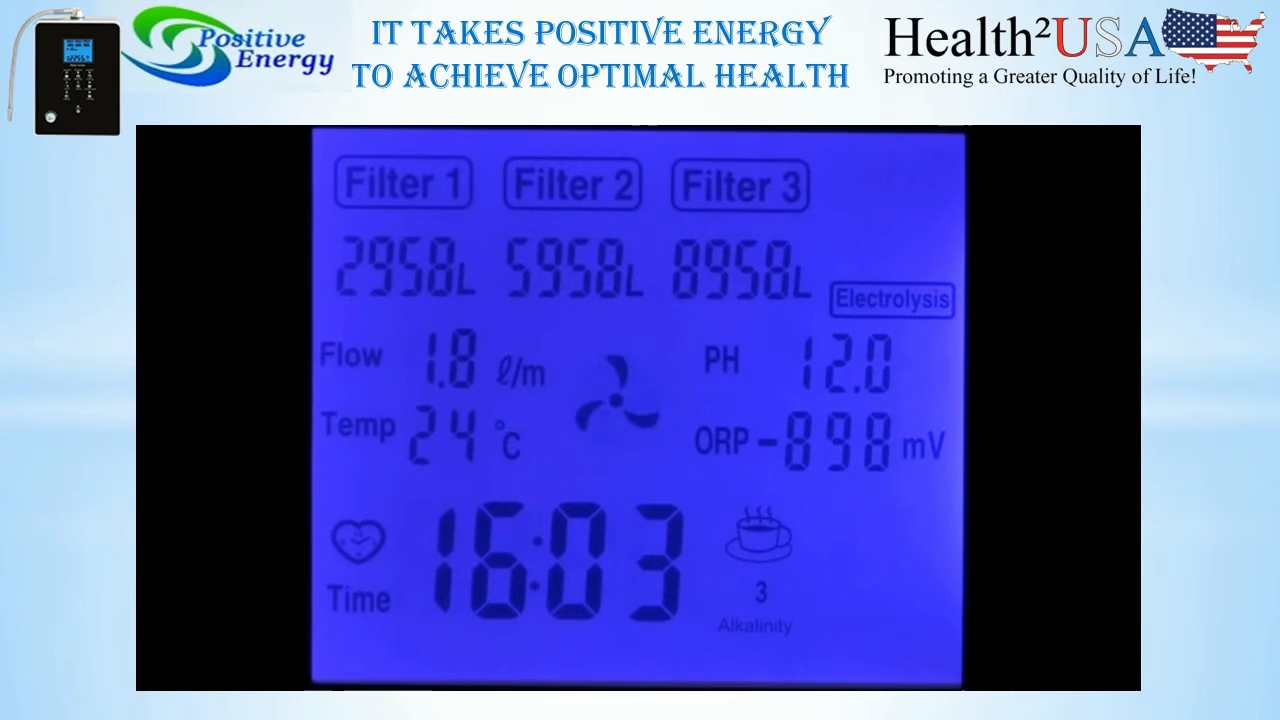 Positive
Energy
IT TAKES POSITIVE ENERGY
TO ACHIEVE OPTIMAL HEALTH
Health²USA
Promoting a Greater Quality of Life!
Filter 1 Filter 2 Filter 3
2958L 5958L 8958L
Electrolysis
Flow 1.8 ℓ/m PH 12.0
Temp 24 °C ORP -898 mV
Time 16:03 3
Alkalinity